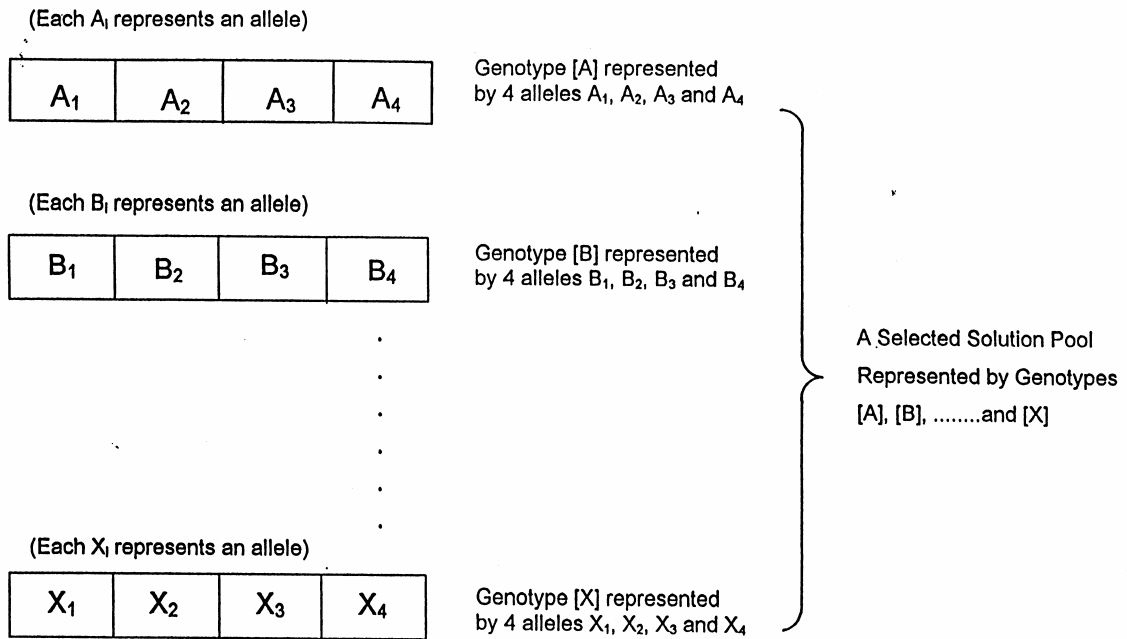 (Each Aᵢ represents an allele)
A₁ A₂ A₃ A₄
Genotype [A] represented
by 4 alleles A₁, A₂, A₃ and A₄
(Each Bᵢ represents an allele)
B₁ B₂ B₃ B₄
Genotype [B] represented
by 4 alleles B₁, B₂, B₃ and B₄
A Selected Solution Pool
Represented by Genotypes
[A], [B], ........and [X]
(Each Xᵢ represents an allele)
X₁ X₂ X₃ X₄
Genotype [X] represented
by 4 alleles X₁, X₂, X₃ and X₄